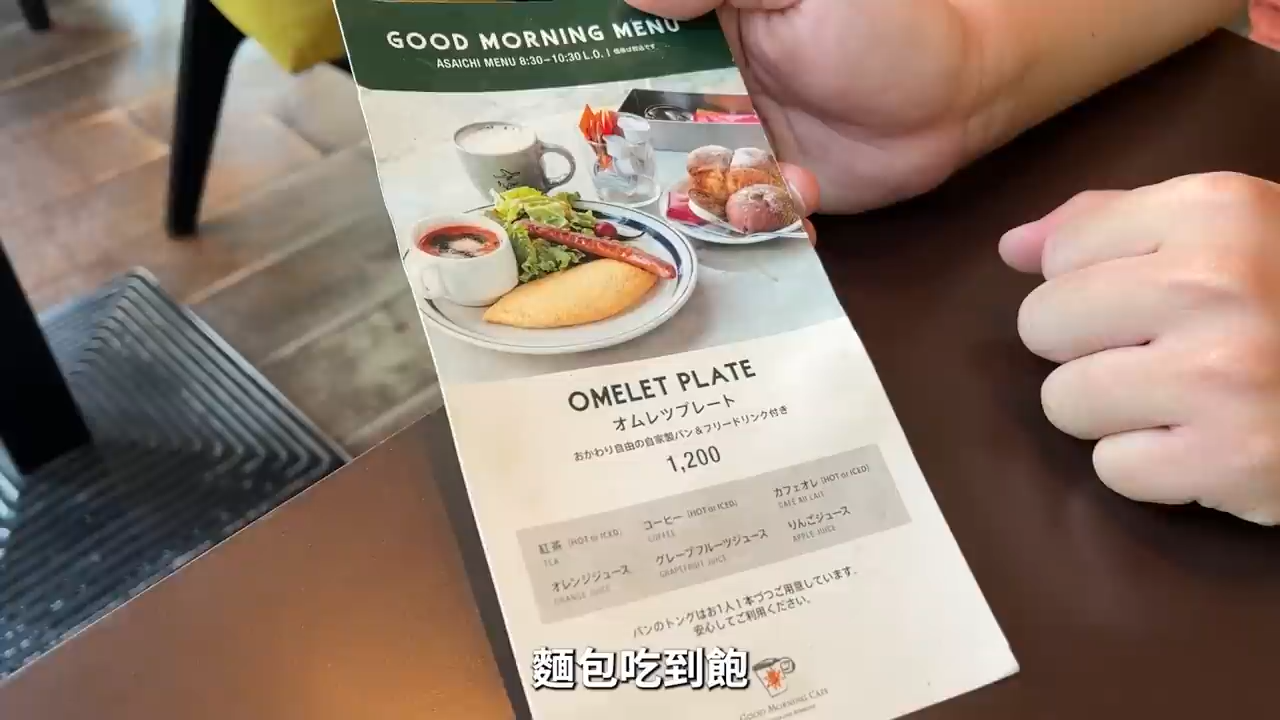 GOOD MORNING MENU
ASAICHI MENU 8:30-10:30 L.O. | 価格は税込です
OMELET PLATE
オムレツプレート
おかわり自由の自家製パン&フリードリンク付き
1,200
紅茶 (HOT or ICED) コーヒー (HOT or ICED) カフェオレ (HOT or ICED)
TEA COFFEE CAFE AU LAIT
オレンジジュース グレープフルーツジュース りんごジュース
ORANGE JUICE GRAPEFRUIT JUICE APPLE JUICE
パンのトングはお1人1本づつご用意しています。
安心してご利用ください。
麵包吃到飽
GOOD MORNING CAFE